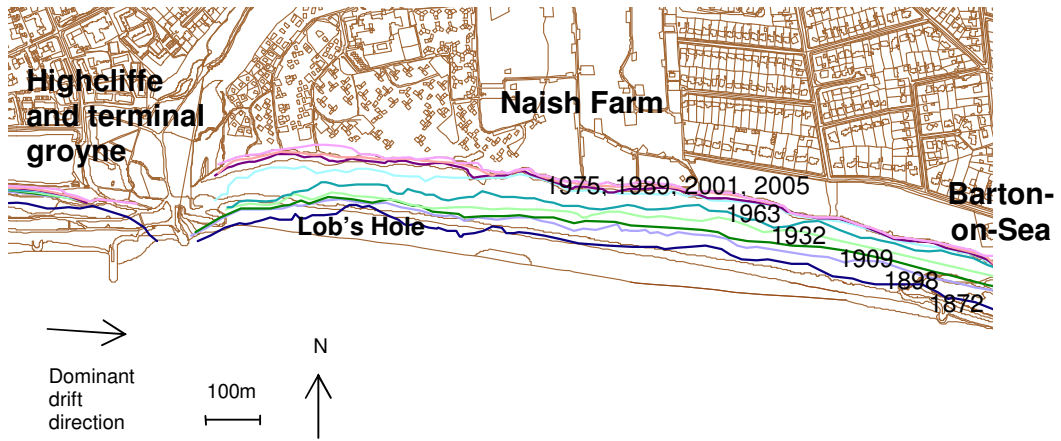 Highcliffe
and terminal
groyne
Naish Farm
1975, 1989, 2001, 2005
Barton-
on-Sea
1963
Lob's Hole
1932
1909
1898
1872
N
Dominant
drift
direction
100m